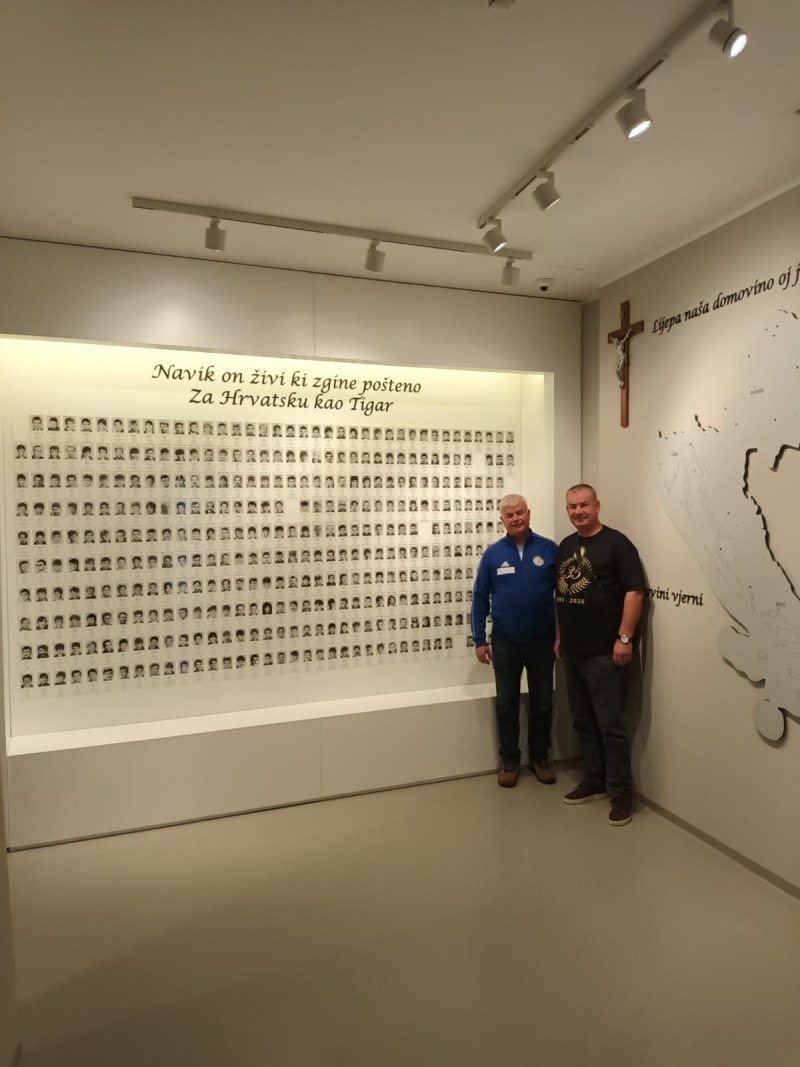 Navik on živi ki zgine pošteno
Za Hrvatsku kao Tigar
Lijepa naša domovino oj
vjerni